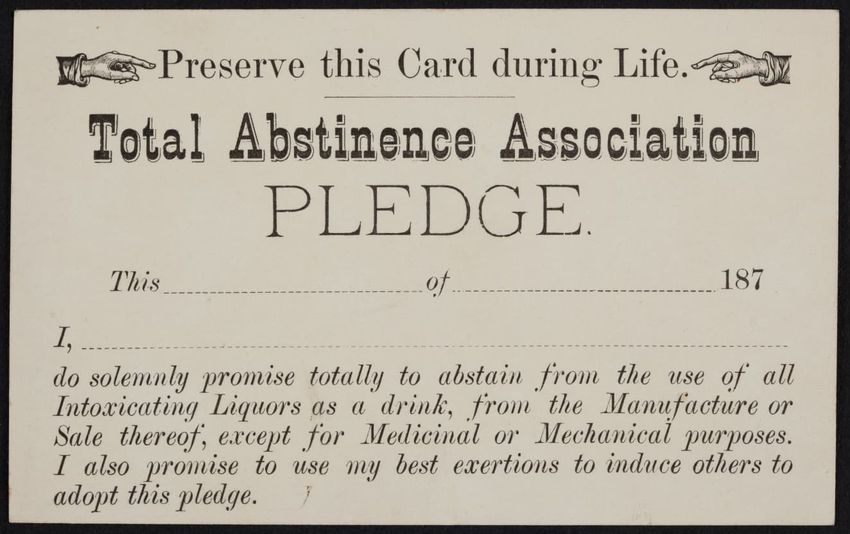 Preserve this Card during Life.
Total Abstinence Association
PLEDGE.
This of 187
I,
do solemnly promise totally to abstain from the use of all
Intoxicating Liquors as a drink, from the Manufacture or
Sale thereof, except for Medicinal or Mechanical purposes.
I also promise to use my best exertions to induce others to
adopt this pledge.